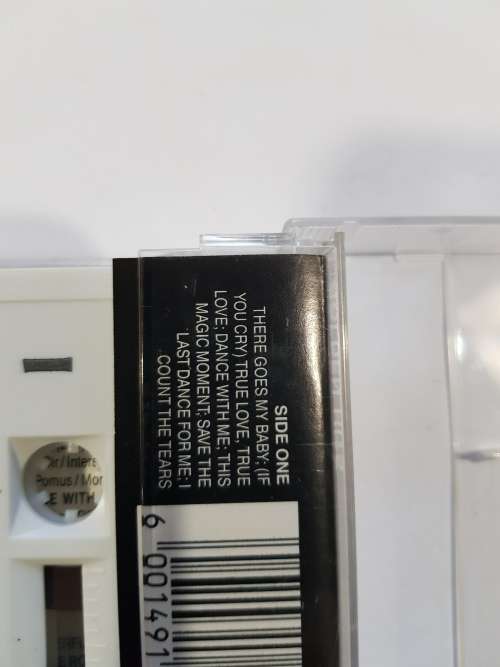 SIDE ONE
THERE GOES MY BABY; (IF
YOU CRY) TRUE LOVE, TRUE
LOVE; DANCE WITH ME; THIS
MAGIC MOMENT; SAVE THE
LAST DANCE FOR ME; I
COUNT THE TEARS
6 001491
/Inters
Pomus/Mor
E WITH